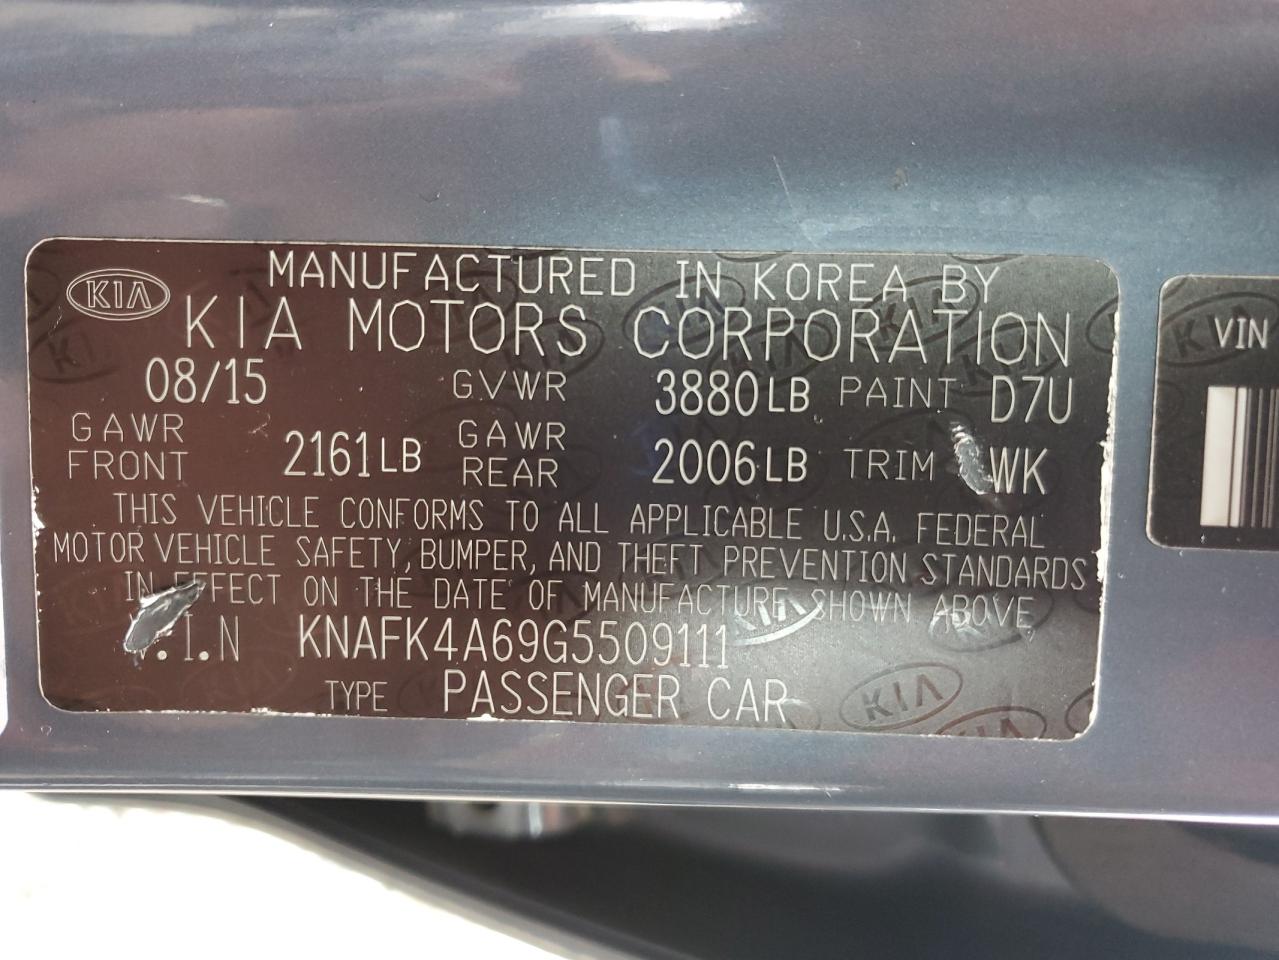 MANUFACTURED IN KOREA BY
KIA KIA MOTORS CORPORATION
08/15 GVWR 3880LB PAINT D7U
GAWR FRONT 2161LB GAWR REAR 2006LB TRIM WK
THIS VEHICLE CONFORMS TO ALL APPLICABLE U.S.A. FEDERAL
MOTOR VEHICLE SAFETY, BUMPER, AND THEFT PREVENTION STANDARDS
IN EFFECT ON THE DATE OF MANUFACTURE SHOWN ABOVE
V.I.N KNAFK4A69G5509111
TYPE PASSENGER CAR
KIA
VIN